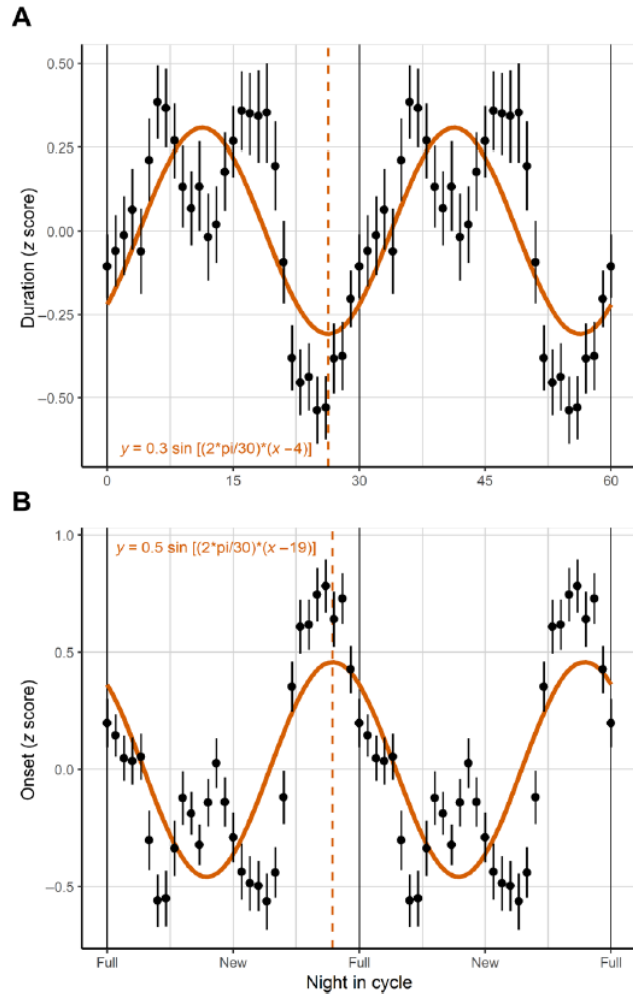 A
0.50
0.25
0.00
−0.25
−0.50
Duration (z score)
y = 0.3 sin [(2*pi/30)*(x −4)]
0
15
30
45
60
B
1.0
0.5
0.0
−0.5
Onset (z score)
y = 0.5 sin [(2*pi/30)*(x −19)]
Full
New
Full
New
Full
Night in cycle